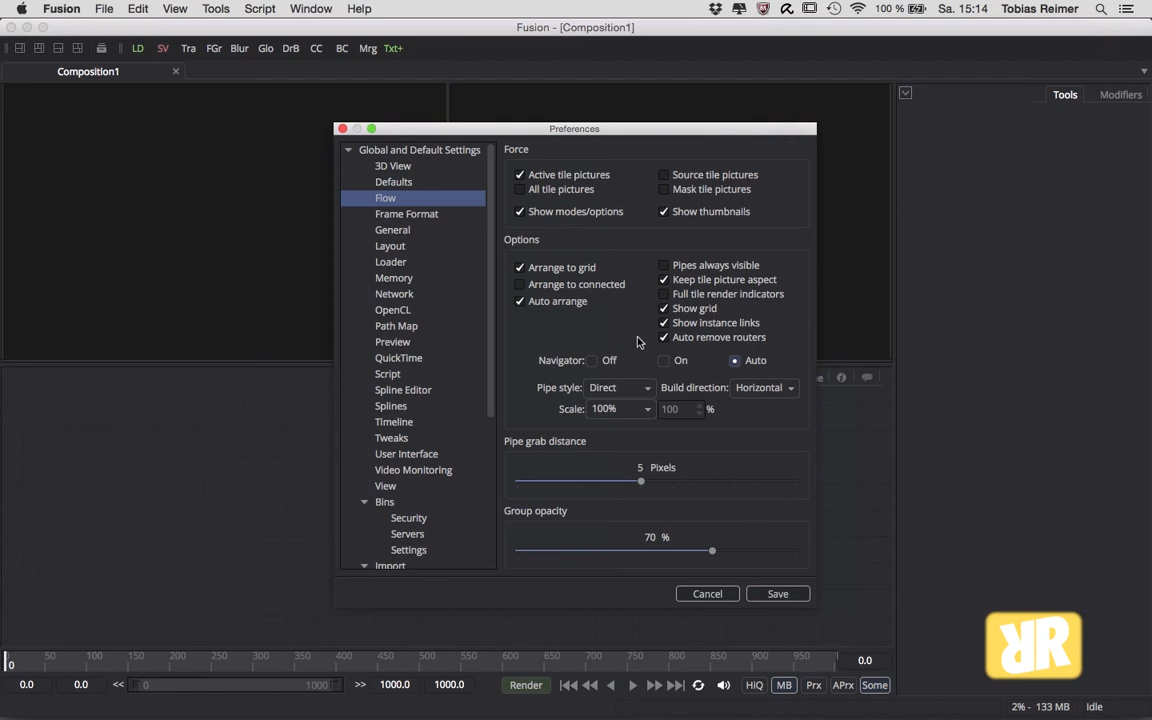 Fusion File Edit View Tools Script Window Help 100 % Sa. 15:14 Tobias Reimer
Fusion - [Composition1]
LD SV Tra FGr Blur Glo DrB CC BC Mrg Txt+
Composition1
Tools Modifiers
Preferences
Global and Default Settings
3D View
Defaults
Flow
Frame Format
General
Layout
Loader
Memory
Network
OpenCL
Path Map
Preview
QuickTime
Script
Spline Editor
Splines
Timeline
Tweaks
User Interface
Video Monitoring
View
Bins
Security
Servers
Settings
Import
Force
Active tile pictures Source tile pictures
All tile pictures Mask tile pictures
Show modes/options Show thumbnails
Options
Arrange to grid Pipes always visible
Arrange to connected Keep tile picture aspect
Auto arrange Full tile render indicators
Show grid
Show instance links
Auto remove routers
Navigator: Off On Auto
Pipe style: Direct Build direction: Horizontal
Scale: 100% 100 %
Pipe grab distance
5 Pixels
Group opacity
70 %
Cancel Save
RR
0 50 100 150 200 250 300 350 400 450 500 550 600 650 700 750 800 850 900 950 0.0
0.0 0.0 << 0 1000 >> 1000.0 1000.0 Render HiQ MB Prx APrx Some
2% - 133 MB Idle